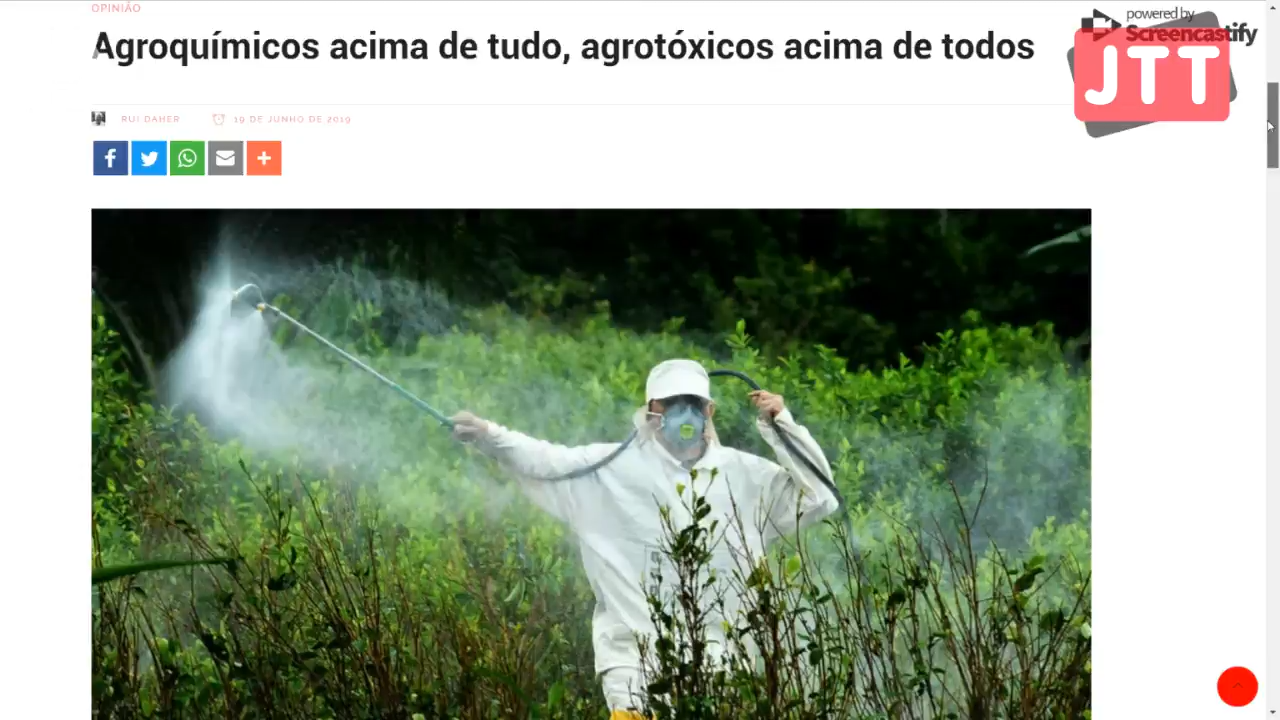 OPINIÃO
Agroquímicos acima de tudo, agrotóxicos acima de todos
powered by
Screencastify
JTT
RUI DAHER
19 DE JUNHO DE 2019